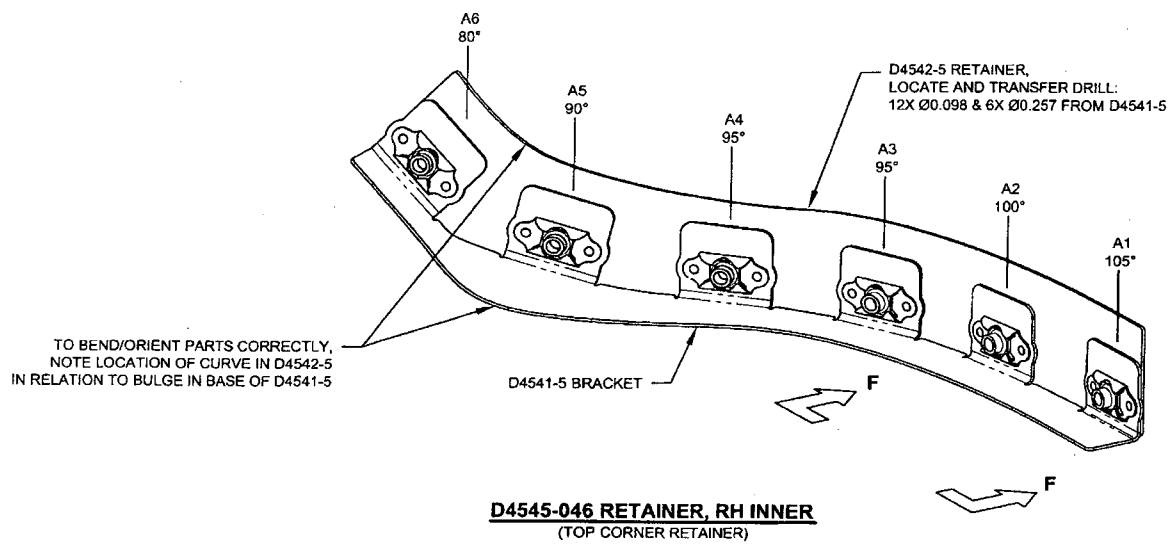 A6
80°
D4542-5 RETAINER,
LOCATE AND TRANSFER DRILL:
12X Ø0.098 & 6X Ø0.257 FROM D4541-5
A5
90°
A4
95°
A3
95°
A2
100°
A1
105°
TO BEND/ORIENT PARTS CORRECTLY,
NOTE LOCATION OF CURVE IN D4542-5
IN RELATION TO BULGE IN BASE OF D4541-5
D4541-5 BRACKET
F
F
D4545-046 RETAINER, RH INNER
(TOP CORNER RETAINER)